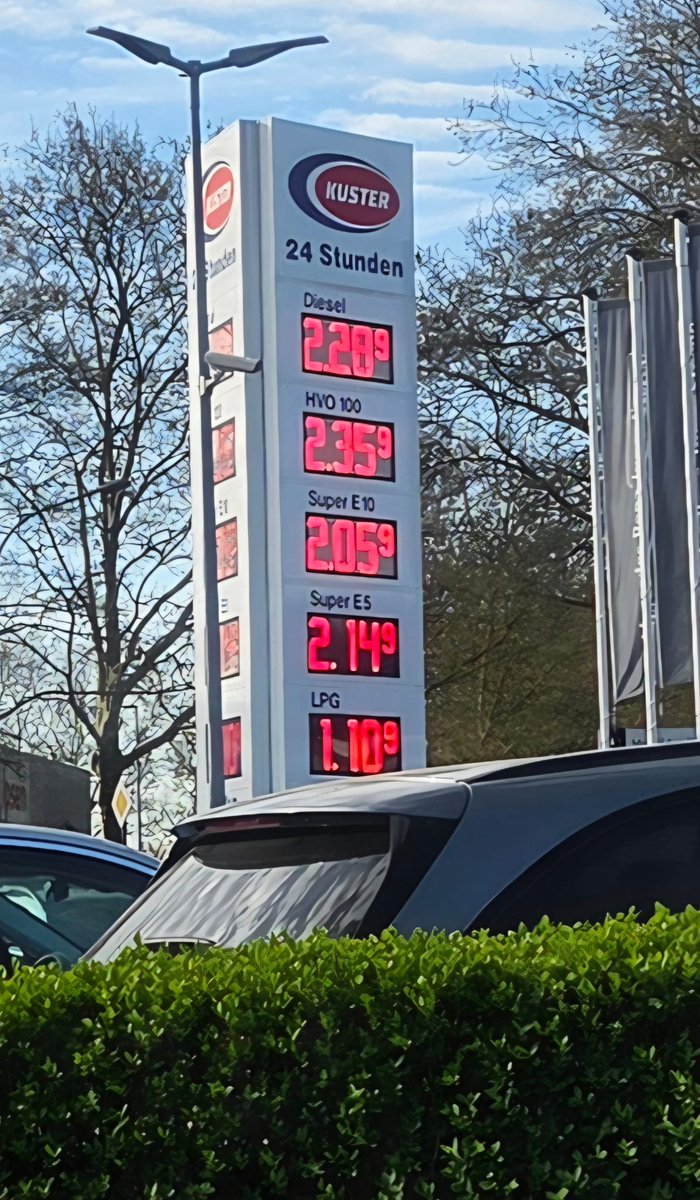 KUSTER
24 Stunden
Diesel
2.28⁹
HVO 100
2.35⁹
Super E10
2.05⁹
Super E5
2.14⁹
LPG
1.10⁹